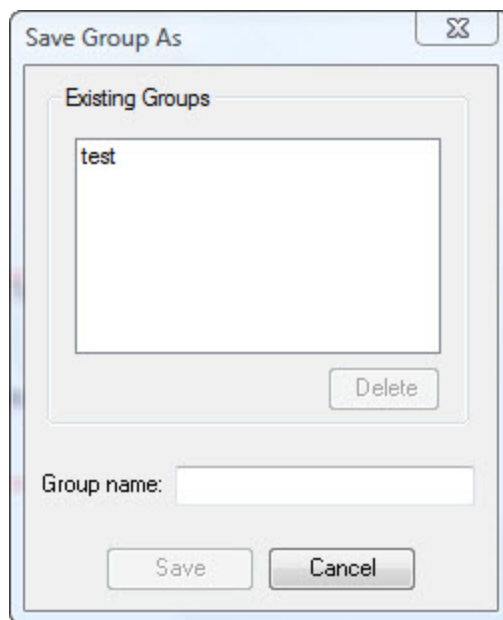 Save Group As
Existing Groups
test
Delete
Group name:
Save Cancel